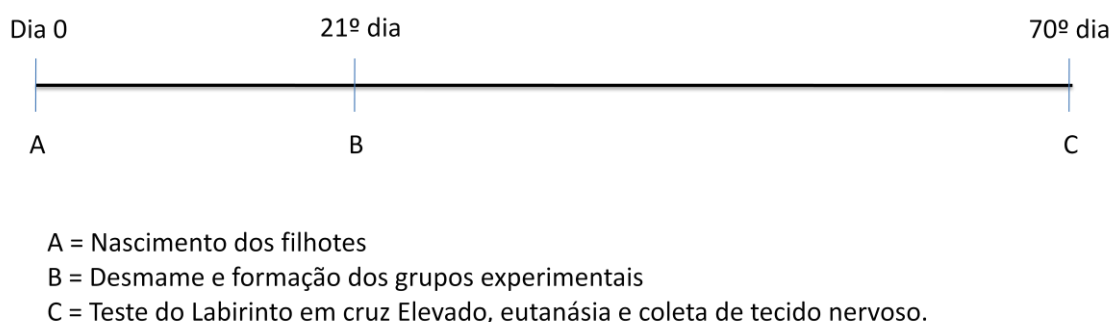 Dia 0 21º dia 70º dia
A B C
A = Nascimento dos filhotes
B = Desmame e formação dos grupos experimentais
C = Teste do Labirinto em cruz Elevado, eutanásia e coleta de tecido nervoso.